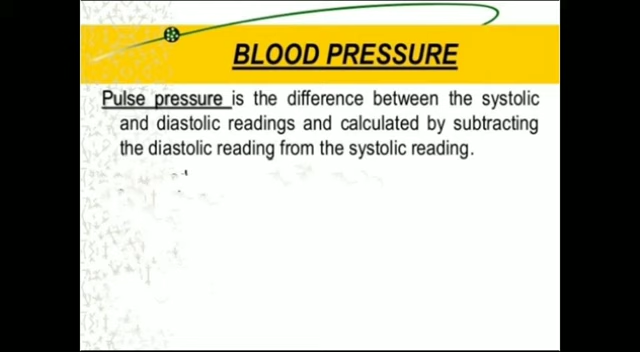 BLOOD PRESSURE
Pulse pressure is the difference between the systolic
and diastolic readings and calculated by subtracting
the diastolic reading from the systolic reading.